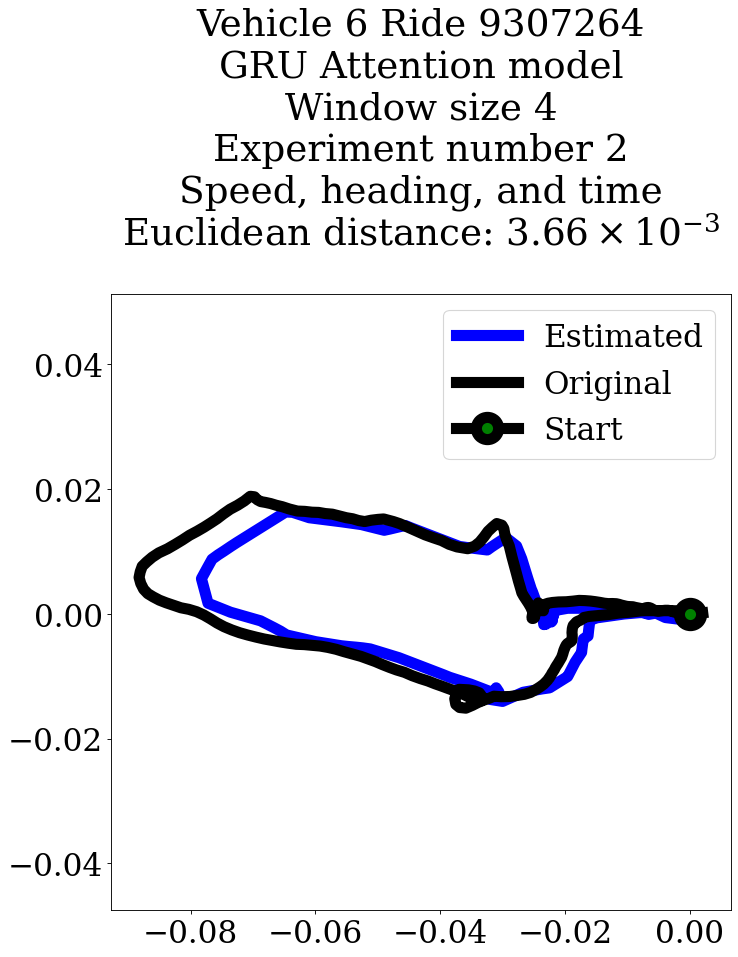 Vehicle 6 Ride 9307264
GRU Attention model
Window size 4
Experiment number 2
Speed, heading, and time
Euclidean distance: 3.66 × 10⁻³
Estimated
Original
Start
0.04
0.02
0.00
−0.02
−0.04
−0.08
−0.06
−0.04
−0.02
0.00